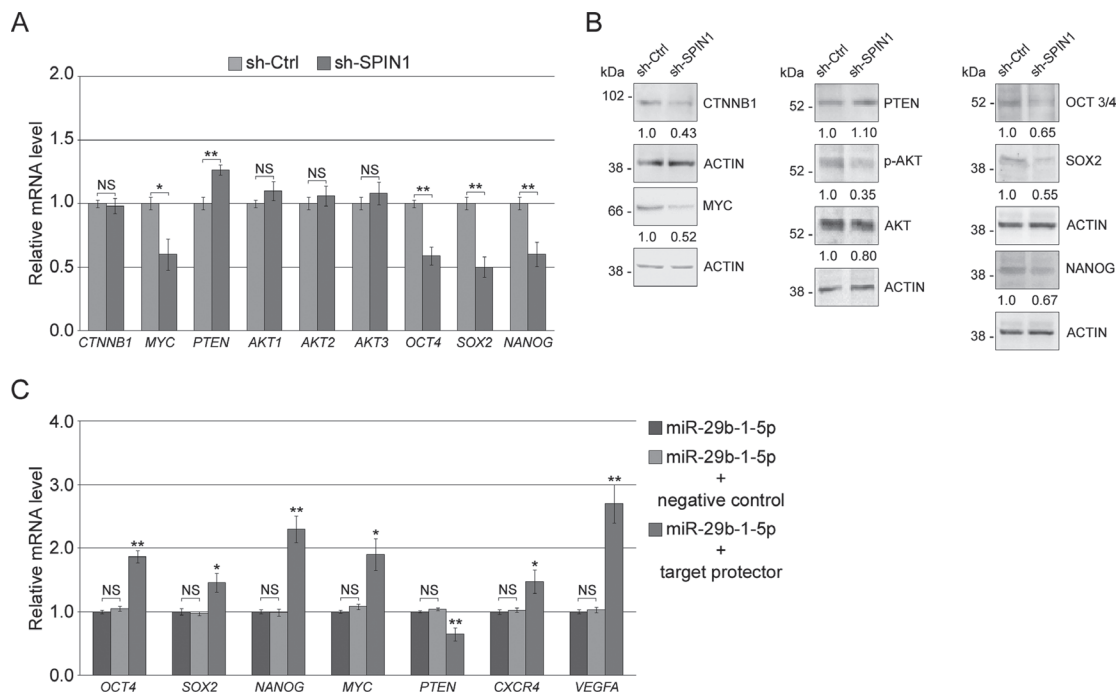 A
sh-Ctrl sh-SPIN1
Relative mRNA level
2.0
1.5
1.0
0.5
0.0
NS * ** NS NS NS ** ** **
CTNNB1 MYC PTEN AKT1 AKT2 AKT3 OCT4 SOX2 NANOG
B
kDa sh-Ctrl sh-SPIN1
102 - CTNNB1
1.0 0.43
38 - ACTIN
66 - MYC
1.0 0.52
38 - ACTIN
kDa sh-Ctrl sh-SPIN1
52 - PTEN
1.0 1.10
52 - p-AKT
1.0 0.35
52 - AKT
1.0 0.80
38 - ACTIN
kDa sh-Ctrl sh-SPIN1
52 - OCT 3/4
1.0 0.65
38 - SOX2
1.0 0.55
38 - ACTIN
38 - NANOG
1.0 0.67
38 - ACTIN
C
Relative mRNA level
4.0
3.0
2.0
1.0
0.0
NS ** NS * NS ** NS * NS ** NS * NS **
OCT4 SOX2 NANOG MYC PTEN CXCR4 VEGFA
miR-29b-1-5p
miR-29b-1-5p
+
negative control
miR-29b-1-5p
+
target protector